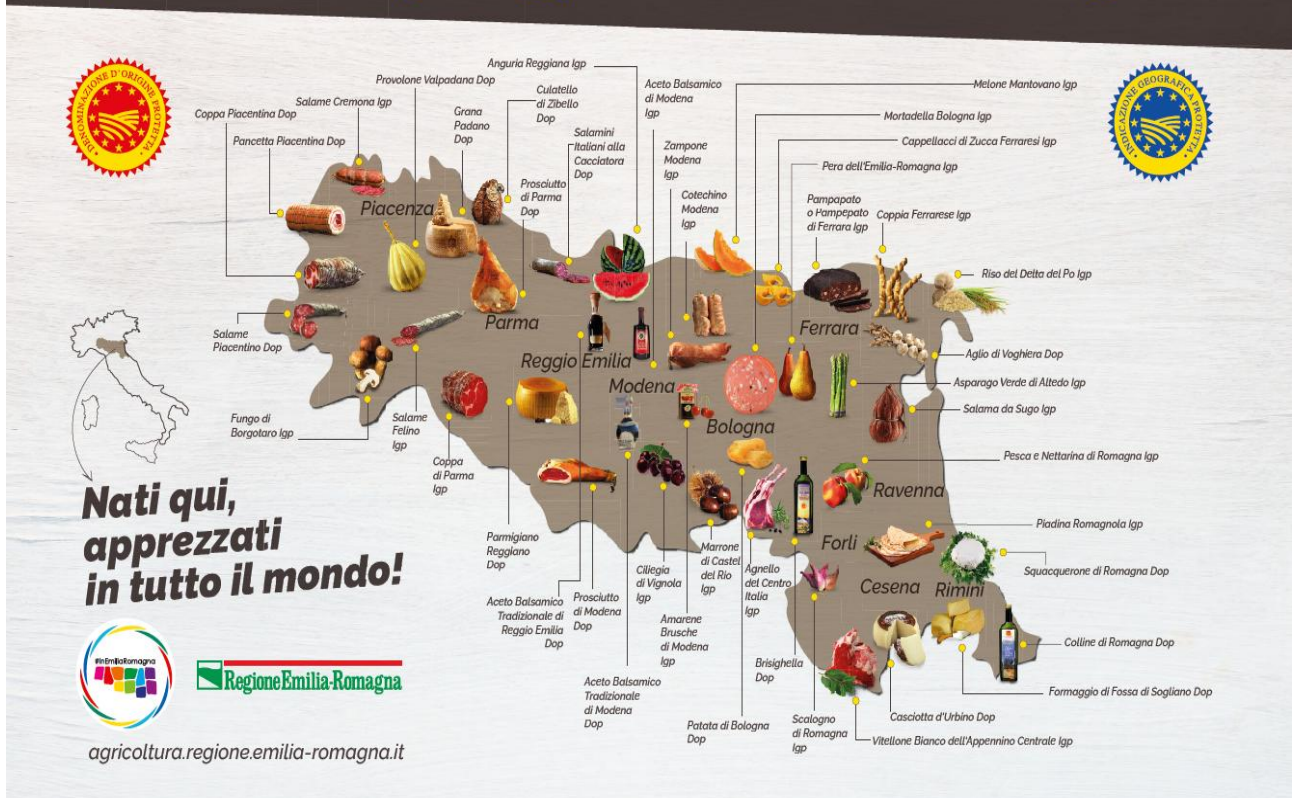 DENOMINAZIONE D'ORIGINE PROTETTA
INDICAZIONE GEOGRAFICA PROTETTA
Anguria Reggiana Igp
Provolone Valpadana Dop
Salame Cremona Igp
Coppa Piacentina Dop
Pancetta Piacentina Dop
Grana
Padano
Dop
Culatello
di Zibello
Dop
Salamini
Italiani alla
Cacciatora
Dop
Prosciutto
di Parma
Dop
Aceto Balsamico
di Modena
Igp
Zampone
Modena
Igp
Cotechino
Modena
Igp
Melone Mantovano Igp
Mortadella Bologna Igp
Cappellacci di Zucca Ferraresi Igp
Pera dell'Emilia-Romagna Igp
Pampapato
o Pampepato
di Ferrara Igp
Coppia Ferrarese Igp
Riso del Delta del Po Igp
Piacenza
Parma
Reggio Emilia
Modena
Bologna
Ferrara
Ravenna
Forlì
Cesena
Rimini
Aglio di Voghiera Dop
Asparago Verde di Altedo Igp
Salama da Sugo Igp
Pesca e Nettarina di Romagna Igp
Piadina Romagnola Igp
Squacquerone di Romagna Dop
Colline di Romagna Dop
Formaggio di Fossa di Sogliano Dop
Casciotta d'Urbino Dop
Vitellone Bianco dell'Appennino Centrale Igp
Salame
Piacentino Dop
Fungo di
Borgotaro Igp
Salame
Felino
Igp
Coppa
di Parma
Igp
Parmigiano
Reggiano
Dop
Aceto Balsamico
Tradizionale di
Reggio Emilia
Dop
Prosciutto
di Modena
Dop
Aceto Balsamico
Tradizionale
di Modena
Dop
Ciliegia
di Vignola
Igp
Marrone
di Castel
del Rio
Igp
Amarene
Brusche
di Modena
Igp
Patata di Bologna
Dop
Agnello
del Centro
Italia
Igp
Brisighella
Dop
Scalogno
di Romagna
Igp
Nati qui,
apprezzati
in tutto il mondo!
#InEmiliaRomagna
RegioneEmilia-Romagna
agricoltura.regione.emilia-romagna.it